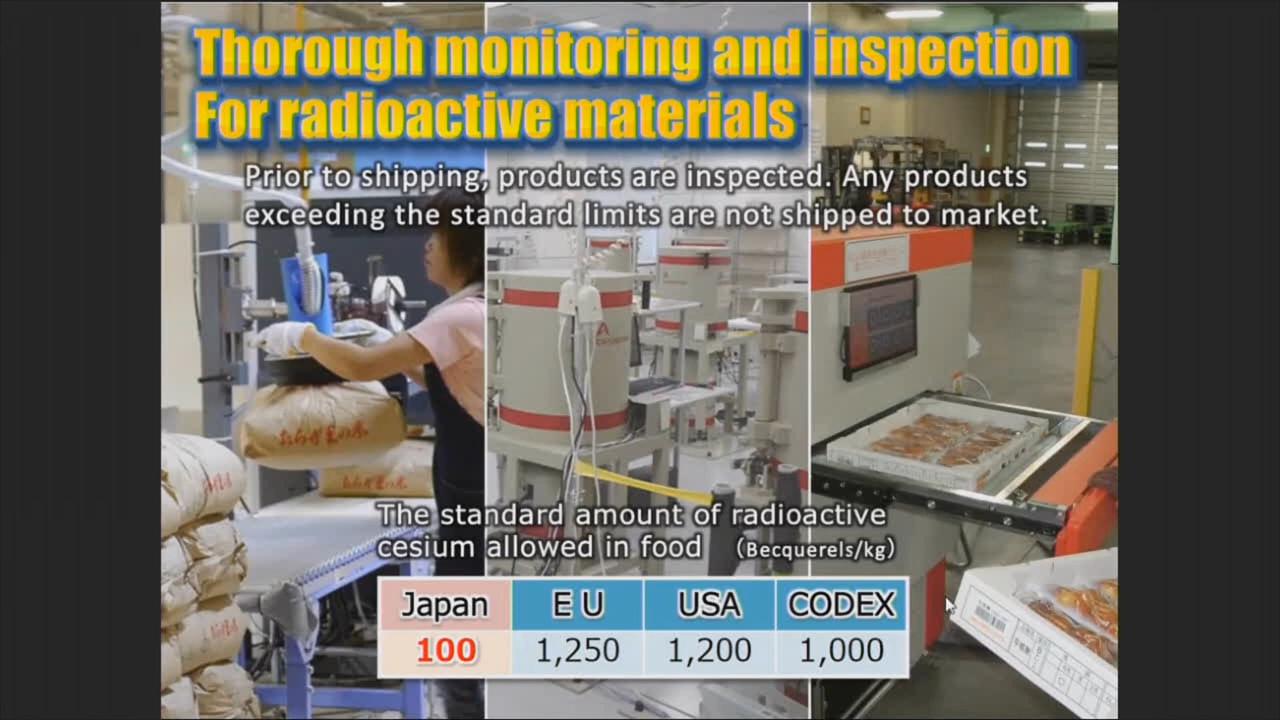 Thorough monitoring and inspection
For radioactive materials
Prior to shipping, products are inspected. Any products
exceeding the standard limits are not shipped to market.
The standard amount of radioactive
cesium allowed in food (Becquerels/kg)
Japan EU USA CODEX
100 1,250 1,200 1,000